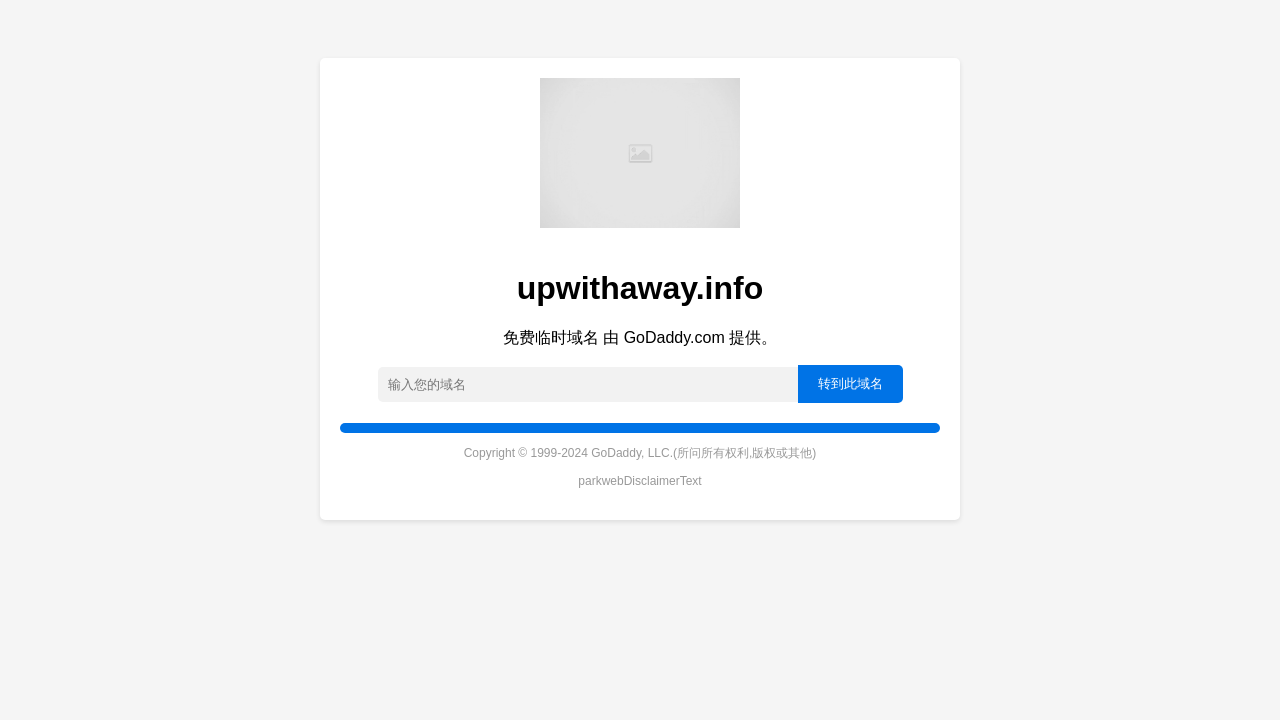 upwithaway.info
免费临时域名 由 GoDaddy.com 提供。
输入您的域名
转到此域名
Copyright © 1999-2024 GoDaddy, LLC.(所问所有权利,版权或其他)
parkwebDisclaimerText